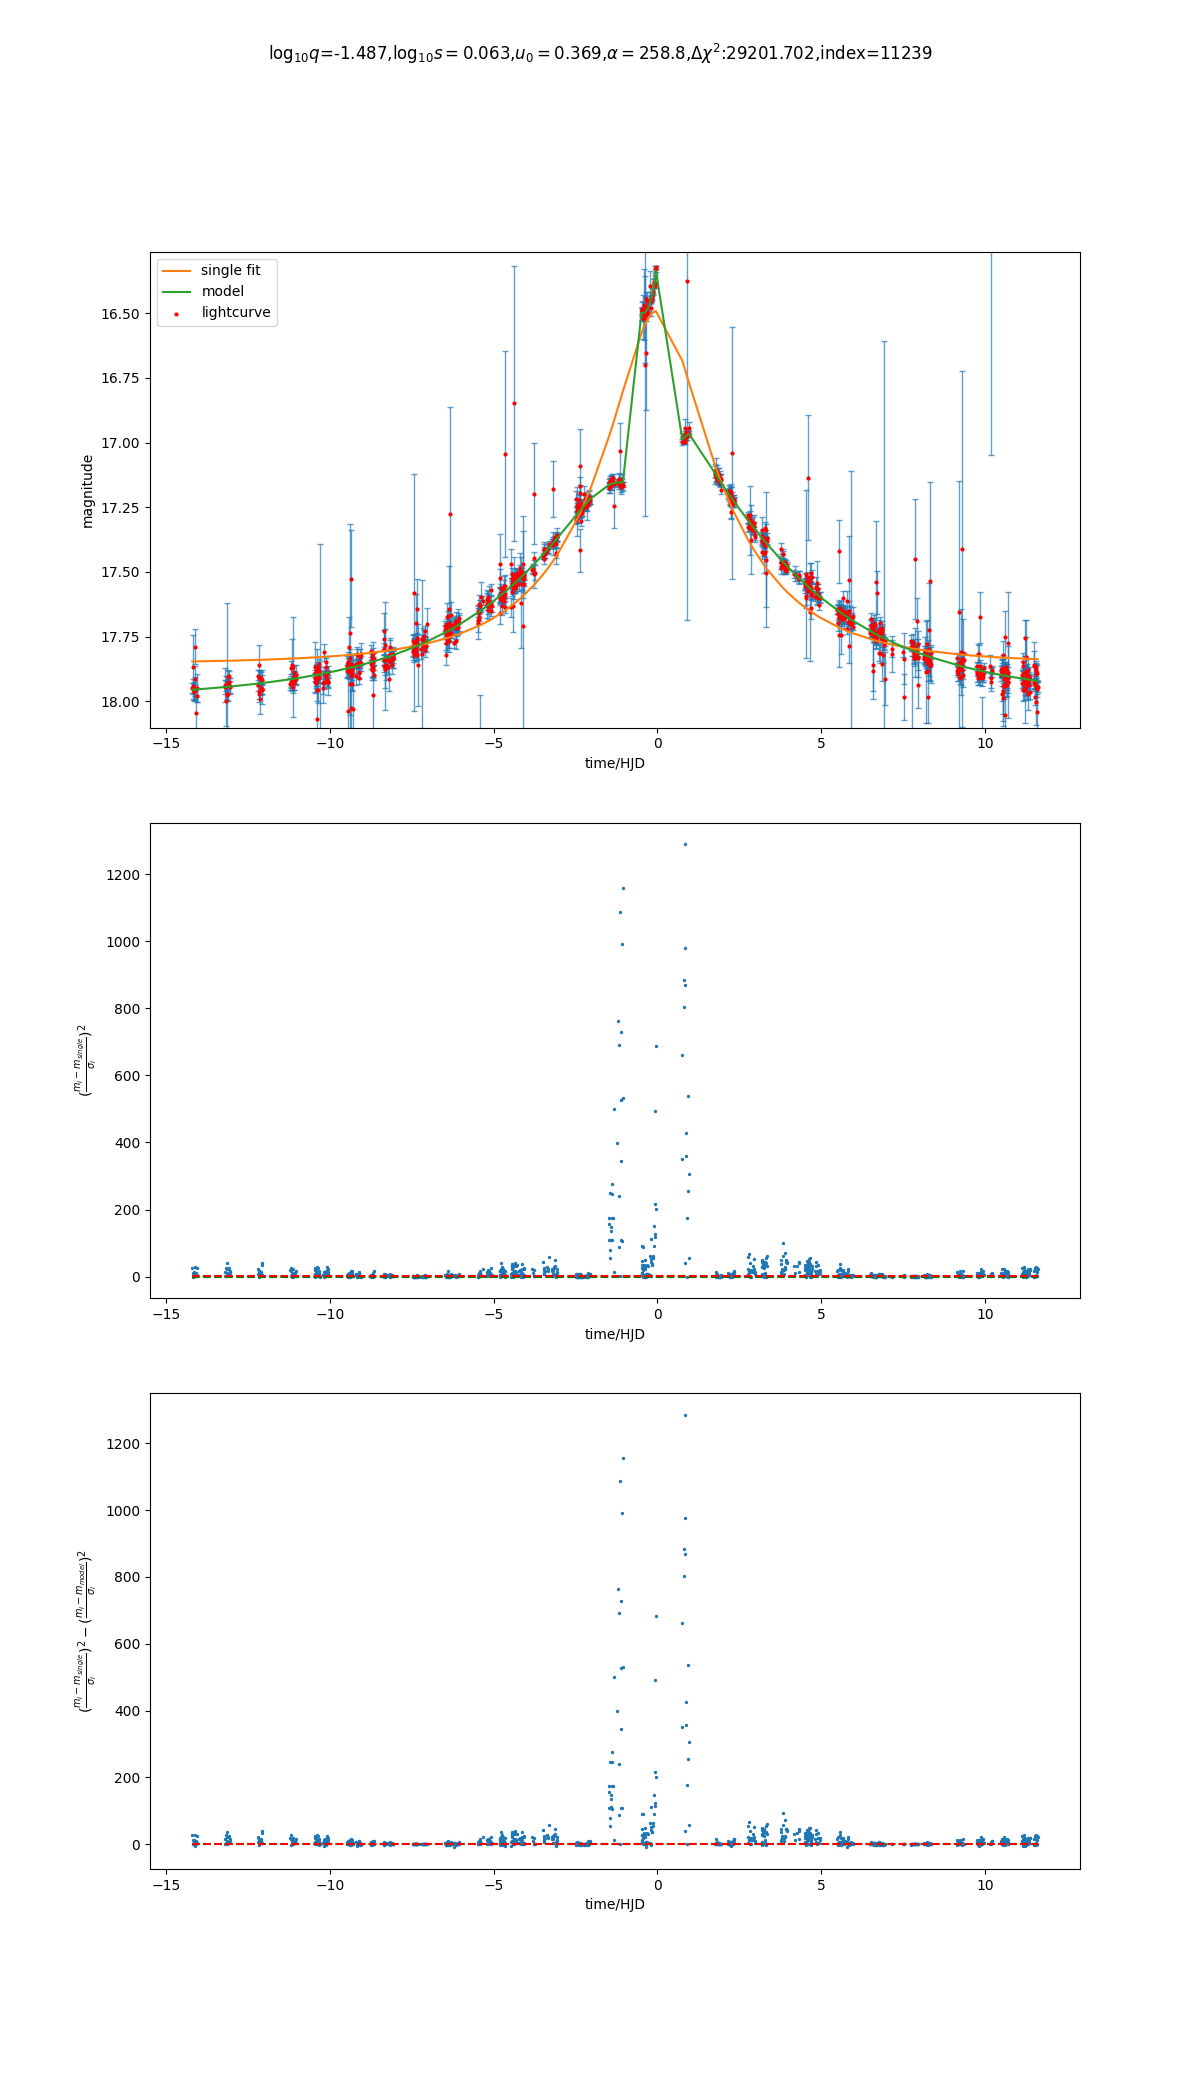 log₁₀q=-1.487,log₁₀s = 0.063,u₀ = 0.369,α = 258.8,Δχ²:29201.702,index=11239
single fit
model
lightcurve
magnitude
16.50
16.75
17.00
17.25
17.50
17.75
18.00
−15 −10 −5 0 5 10
time/HJD
((mᵢ − m_single)/σᵢ)²
1200
1000
800
600
400
200
0
−15 −10 −5 0 5 10
time/HJD
((mᵢ − m_single)/σᵢ)² − ((mᵢ − m_model)/σᵢ)²
1200
1000
800
600
400
200
0
−15 −10 −5 0 5 10
time/HJD